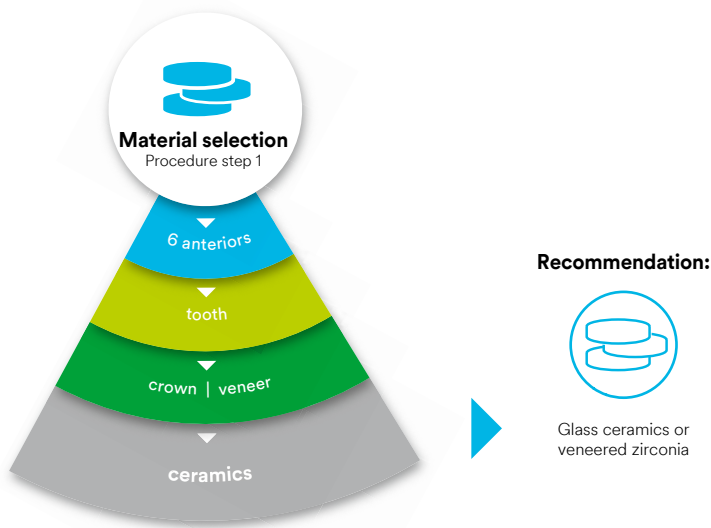 Material selection
Procedure step 1
6 anteriors
tooth
crown | veneer
ceramics
Recommendation:
Glass ceramics or
veneered zirconia